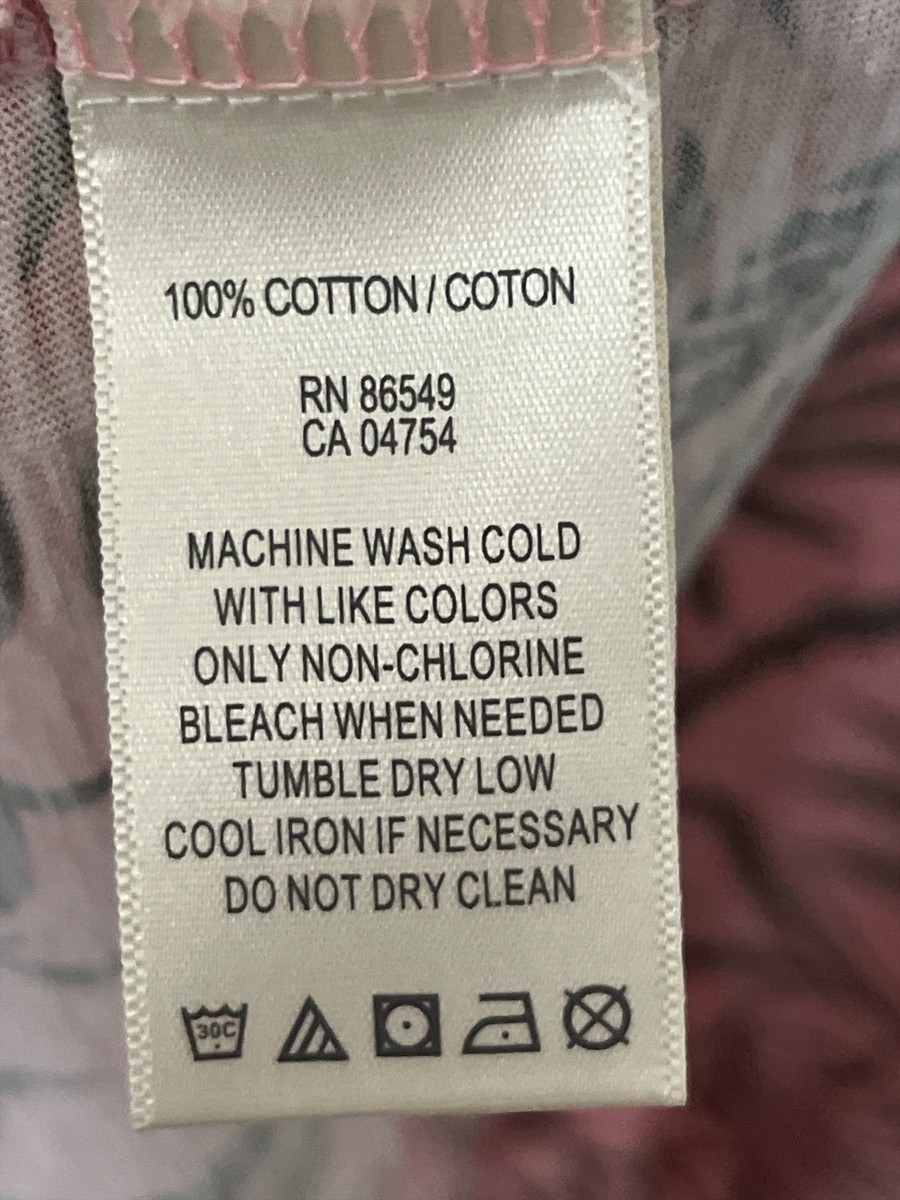 100% COTTON / COTON
RN 86549
CA 04754
MACHINE WASH COLD
WITH LIKE COLORS
ONLY NON-CHLORINE
BLEACH WHEN NEEDED
TUMBLE DRY LOW
COOL IRON IF NECESSARY
DO NOT DRY CLEAN
30C